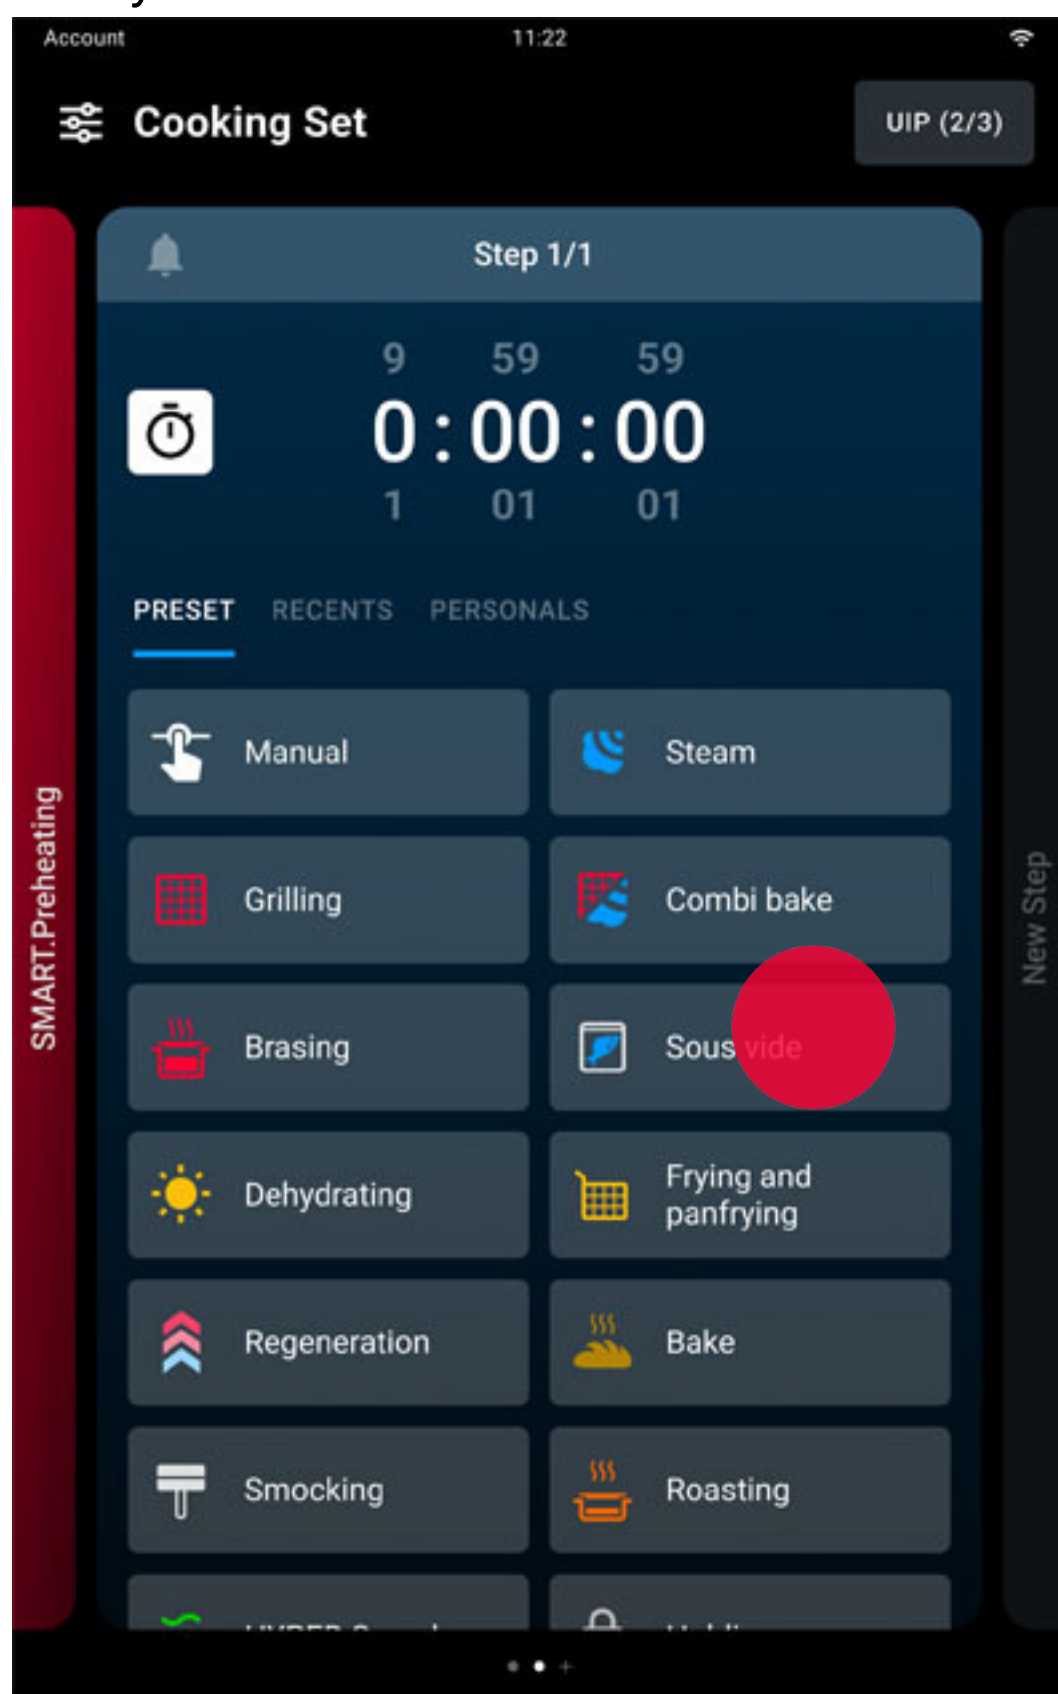 Account 11:22
Cooking Set UIP (2/3)
Step 1/1
9 59 59
0 : 00 : 00
1 01 01
PRESET RECENTS PERSONALS
Manual Steam
Grilling Combi bake
Brasing Sous vide
Dehydrating Frying and
panfrying
Regeneration Bake
Smocking Roasting
SMART.Preheating
New Step